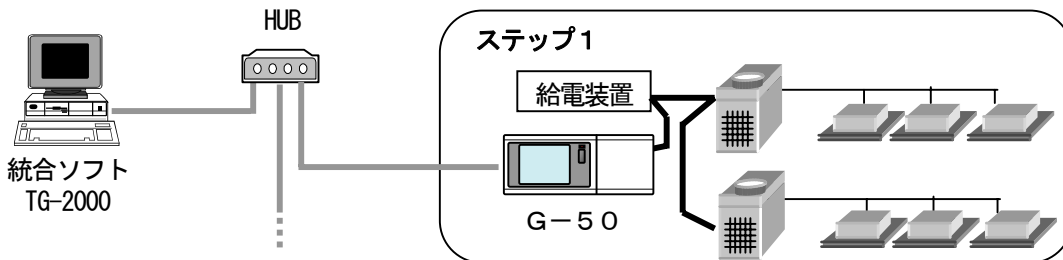 HUB
ステップ1
給電装置
統合ソフト
TG-2000
G－５０